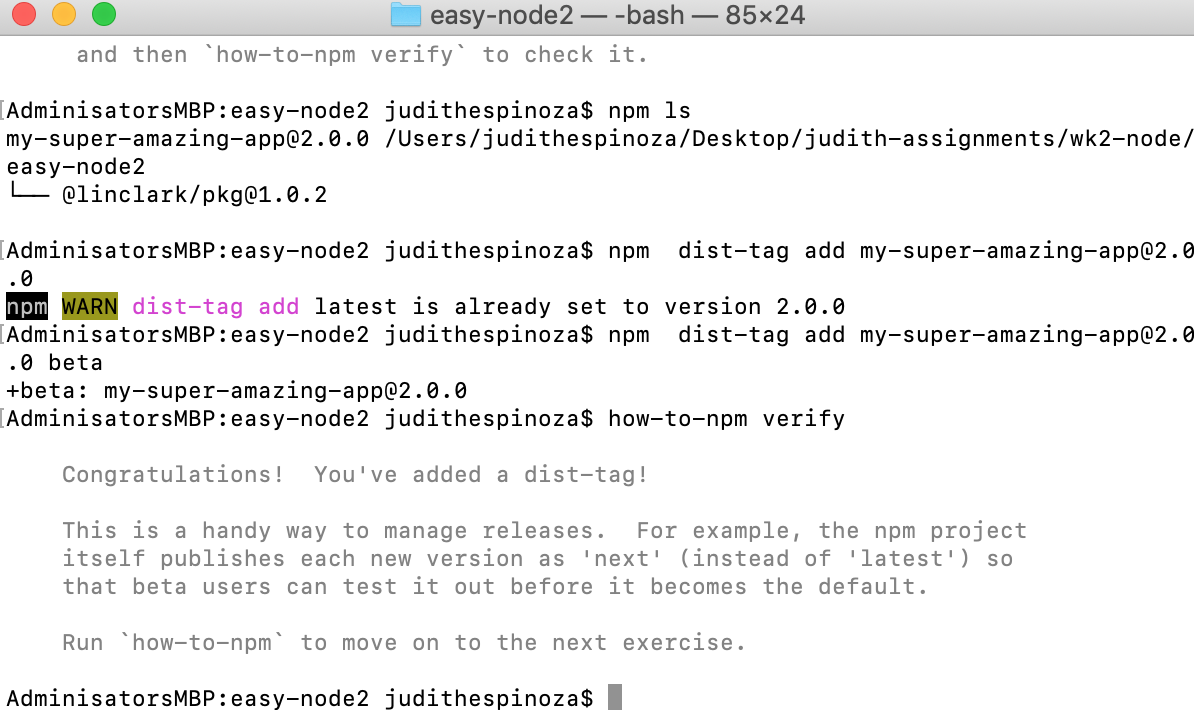 easy-node2 — -bash — 85×24
and then `how-to-npm verify` to check it.
[AdminisatorsMBP:easy-node2 judithespinoza$ npm ls
my-super-amazing-app@2.0.0 /Users/judithespinoza/Desktop/judith-assignments/wk2-node/
easy-node2
└── @linclark/pkg@1.0.2
[AdminisatorsMBP:easy-node2 judithespinoza$ npm  dist-tag add my-super-amazing-app@2.0
.0
npm WARN dist-tag add latest is already set to version 2.0.0
[AdminisatorsMBP:easy-node2 judithespinoza$ npm  dist-tag add my-super-amazing-app@2.0
.0 beta
+beta: my-super-amazing-app@2.0.0
[AdminisatorsMBP:easy-node2 judithespinoza$ how-to-npm verify
Congratulations!  You've added a dist-tag!
This is a handy way to manage releases.  For example, the npm project
itself publishes each new version as 'next' (instead of 'latest') so
that beta users can test it out before it becomes the default.
Run `how-to-npm` to move on to the next exercise.
AdminisatorsMBP:easy-node2 judithespinoza$